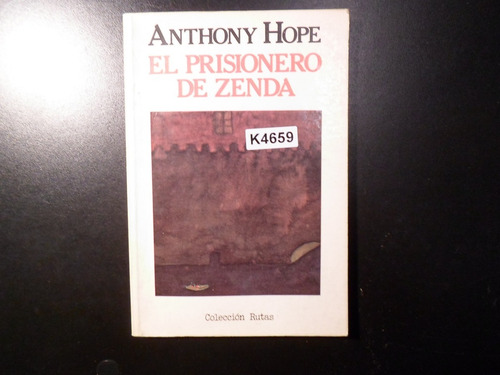 ANTHONY HOPE
EL PRISIONERO
DE ZENDA
K4659
Colección Rutas